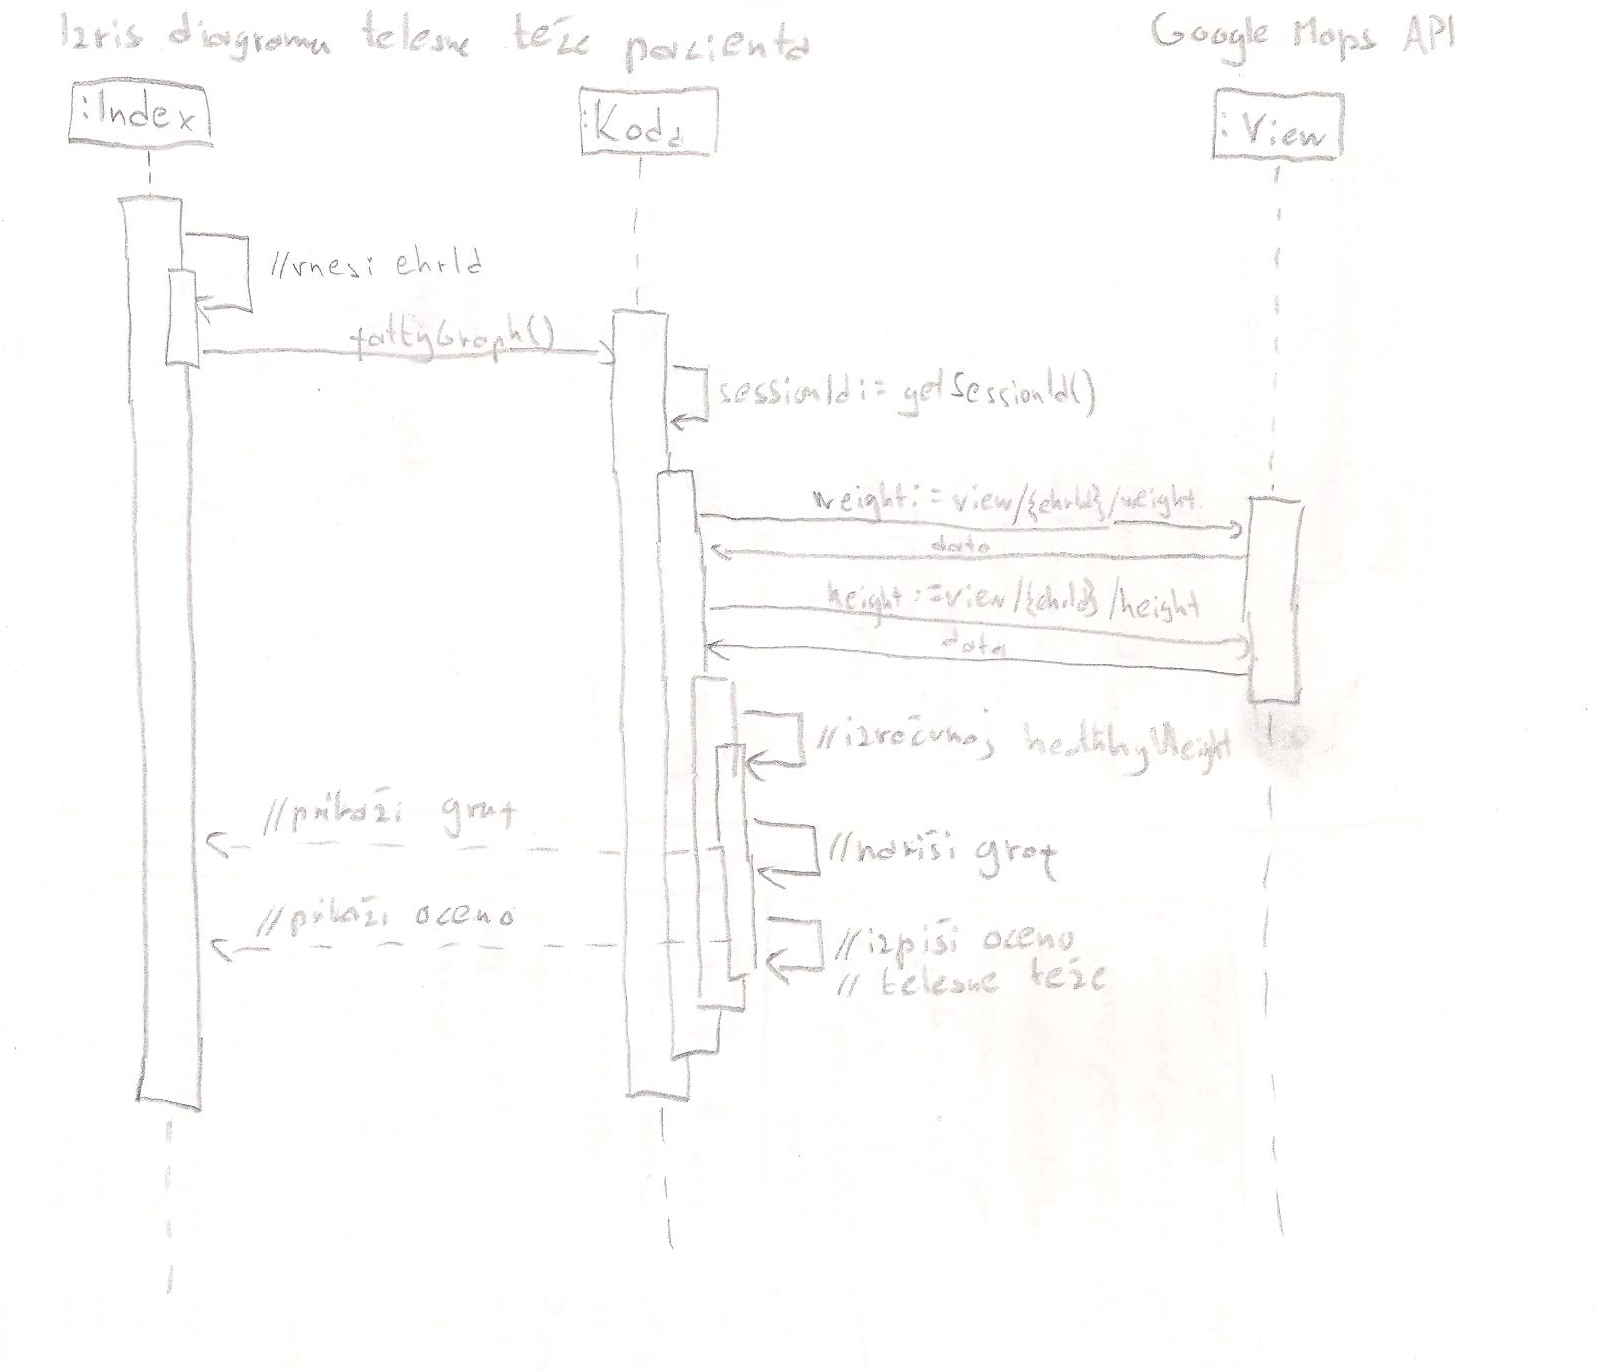 Izris diagrama telesne teže pacienta
Google Maps API
:Index
:Koda
:View
//vnesi ehrId
fattyGraph()
sessionId:= getSessionId()
weight:=view/{ehrId}/weight
data
height:=view/{ehrId}/height
data
//izračunaj healthyWeight
//prikaži graf
//nariši graf
//prikaži oceno
//izpiši oceno
// telesne teže